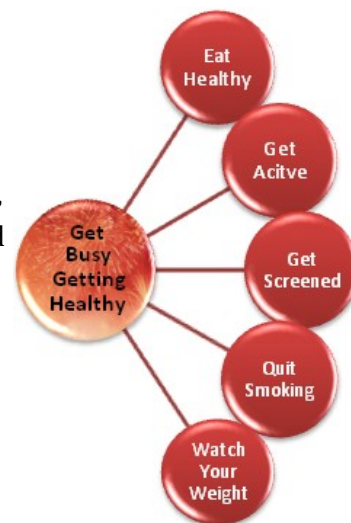 Eat
Healthy
Get
Acitve
Get
Busy
Getting
Healthy
Get
Screened
Quit
Smoking
Watch
Your
Weight